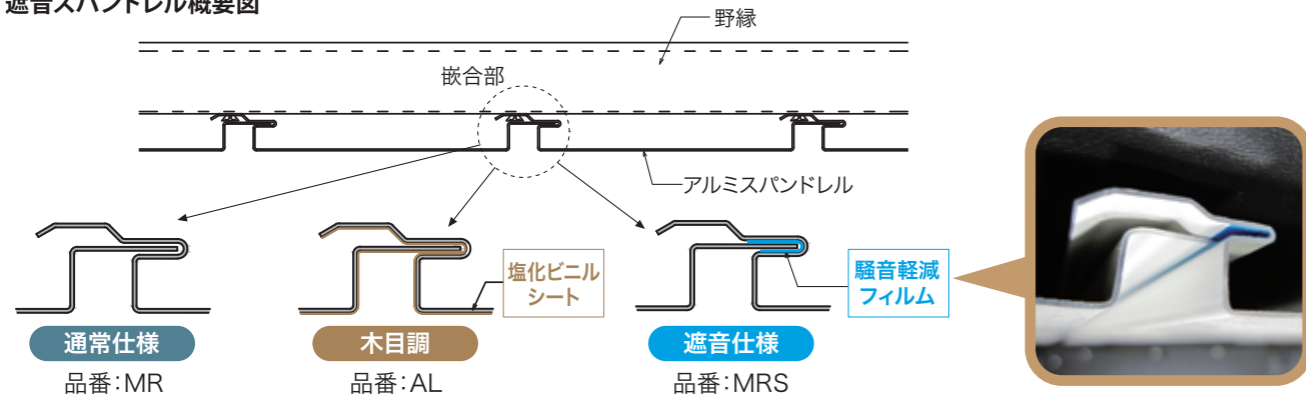 遮音スパンドレル概要図
野縁
嵌合部
アルミスパンドレル
塩化ビニル
シート
騒音軽減
フィルム
通常仕様
木目調
遮音仕様
品番:MR
品番:AL
品番:MRS